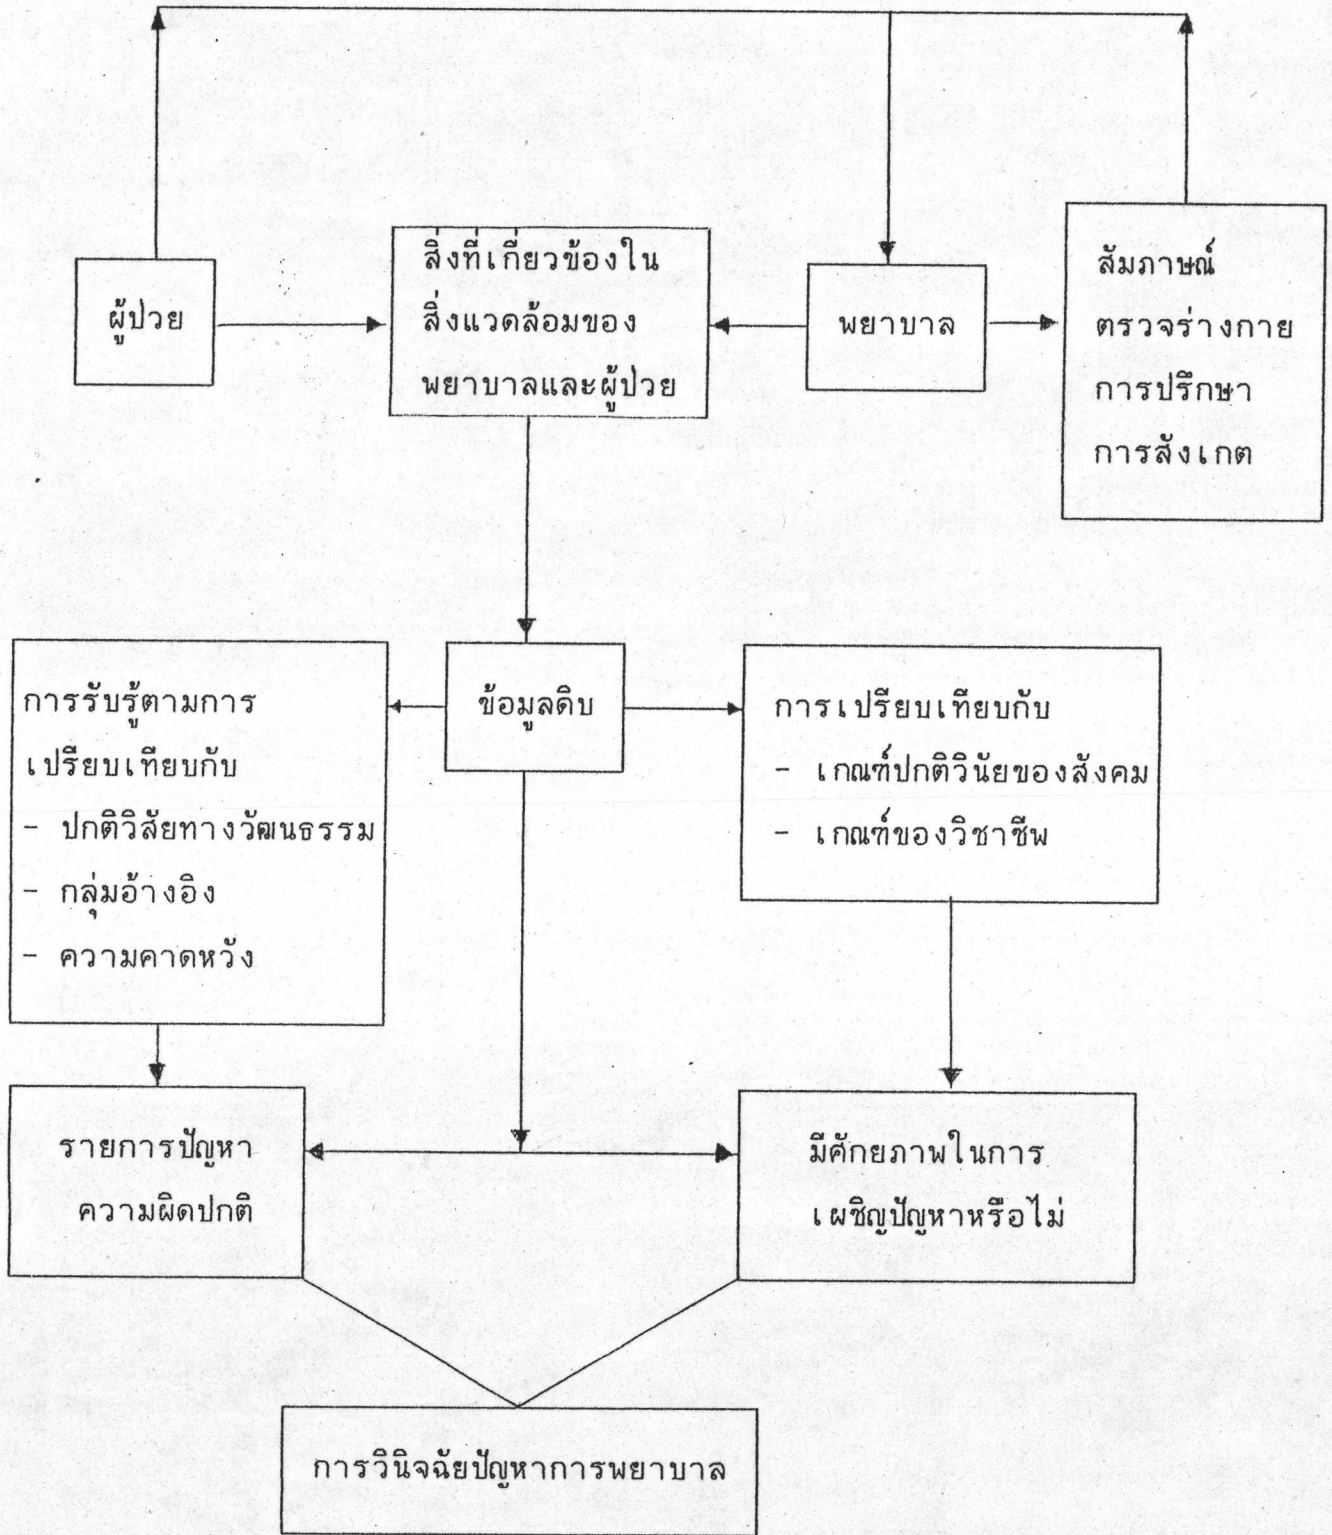 ผู้ป่วย
สิ่งที่เกี่ยวข้องใน
สิ่งแวดล้อมของ
พยาบาลและผู้ป่วย
พยาบาล
สัมภาษณ์
ตรวจร่างกาย
การปรึกษา
การสังเกต
การรับรู้ตามการ
เปรียบเทียบกับ
- ปกติวิสัยทางวัฒนธรรม
- กลุ่มอ้างอิง
- ความคาดหวัง
ข้อมูลดิบ
การเปรียบเทียบกับ
- เกณฑ์ปกติวินัยของสังคม
- เกณฑ์ของวิชาชีพ
รายการปัญหา
ความผิดปกติ
มีศักยภาพในการ
เผชิญปัญหาหรือไม่
การวินิจฉัยปัญหาการพยาบาล